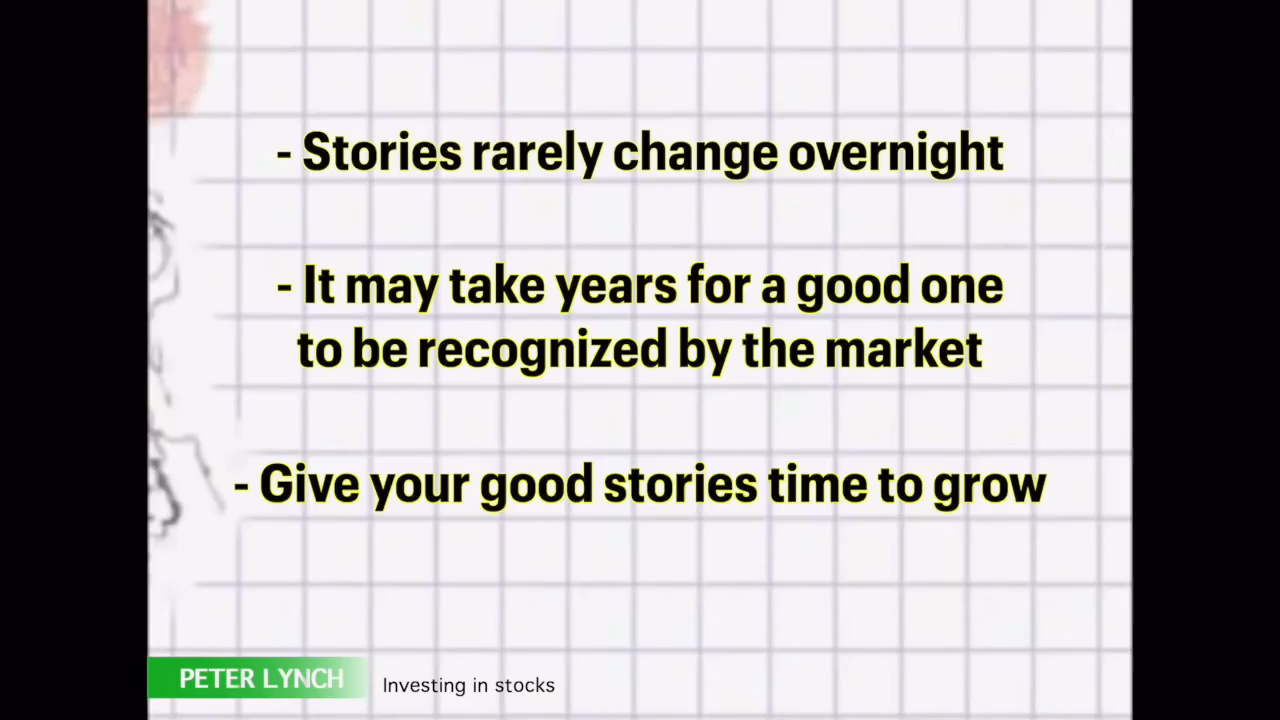 - Stories rarely change overnight
- It may take years for a good one
to be recognized by the market
- Give your good stories time to grow
PETER LYNCH
Investing in stocks